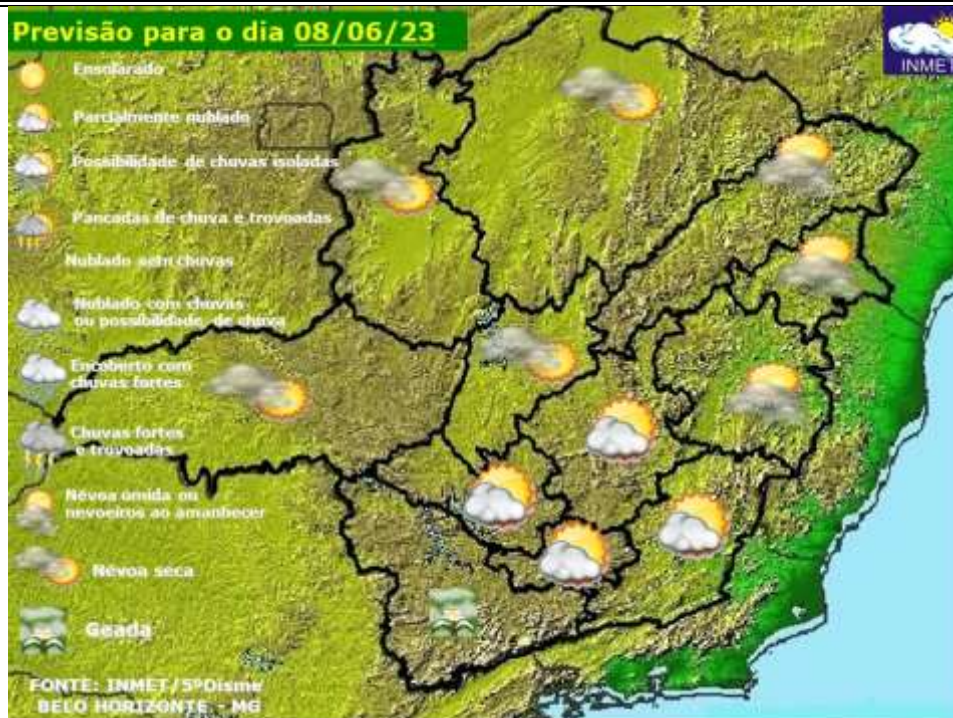 Previsão para o dia 08/06/23
INMET
Ensolarado
Parcialmente nublado
Possibilidade de chuvas isoladas
Pancadas de chuva e trovoadas
Nublado sem chuvas
Nublado com chuvas
ou possibilidade de chuva
Encoberto com
chuvas fortes
Chuvas fortes
e trovoadas
Névoa úmida ou
nevoeiros ao amanhecer
Névoa seca
Geada
FONTE: INMET/5ºDisme
BELO HORIZONTE - MG